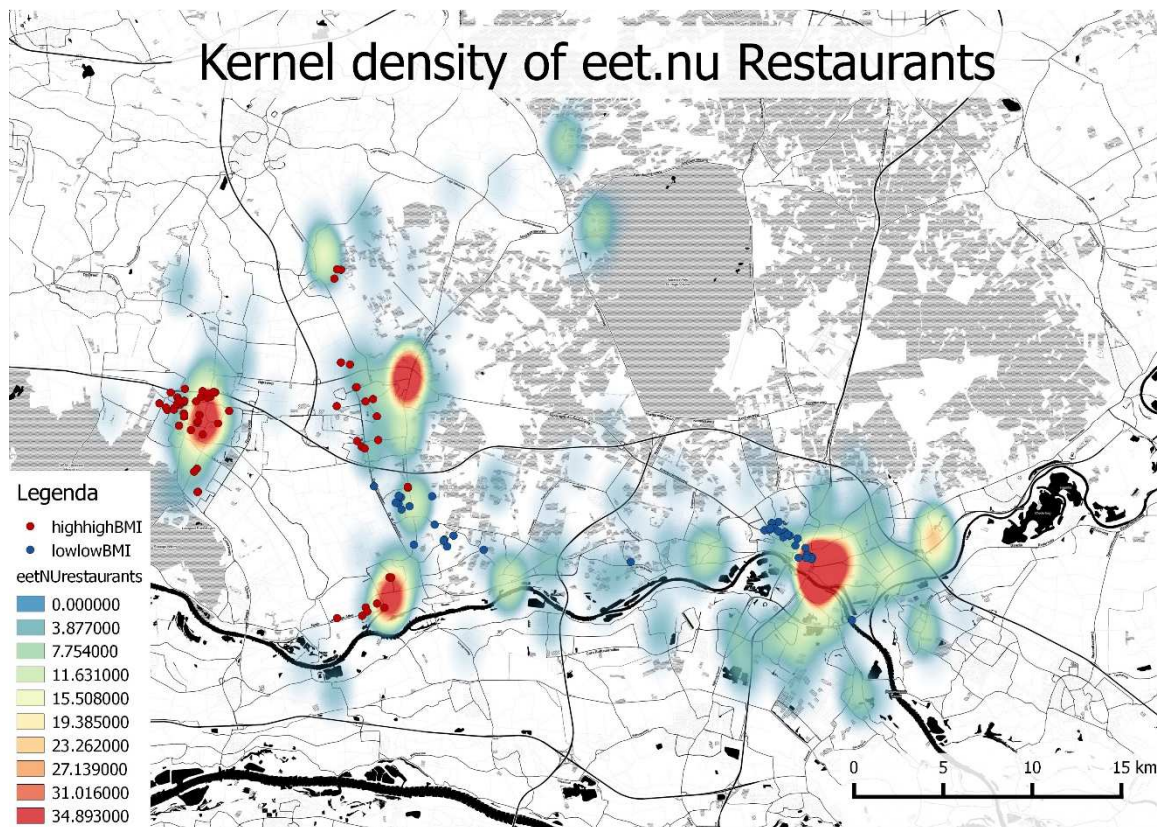 Kernel density of eet.nu Restaurants
Legenda
highhighBMI
lowlowBMI
eetNUrestaurants
0.000000
3.877000
7.754000
11.631000
15.508000
19.385000
23.262000
27.139000
31.016000
34.893000
0 5 10 15 km